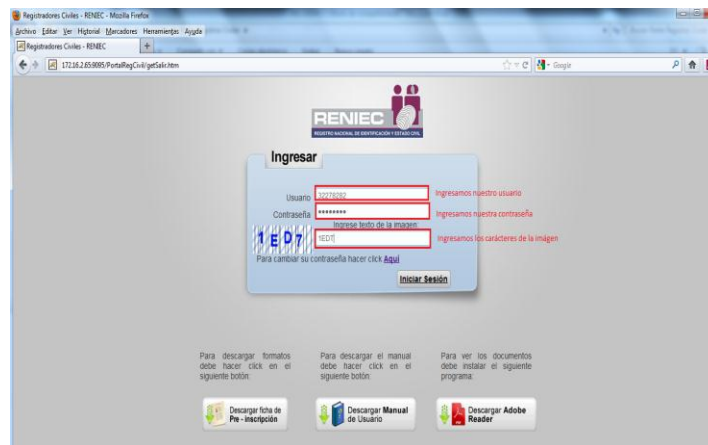 Registradores Civiles - RENIEC - Mozilla Firefox
Archivo Editar Ver Historial Marcadores Herramientas Ayuda
Registradores Civiles - RENIEC
172.16.2.65:9095/PortalRegCivil/getSalir.htm
Google
RENIEC
REGISTRO NACIONAL DE IDENTIFICACIÓN Y ESTADO CIVIL
Ingresar
Usuario 32276282 Ingresamos nuestro usuario
Contraseña ******** Ingresamos nuestra contraseña
Ingrese texto de la imagen:
1ED7 1ED7 Ingresamos los carácteres de la imágen
Para cambiar su contraseña hacer click Aquí
Iniciar Sesión
Para descargar formatos debe hacer click en el siguiente botón:
Para descargar el manual debe hacer click en el siguiente botón:
Para ver los documentos debe instalar el siguiente programa:
Descargar ficha de Pre - inscripción
Descargar Manual de Usuario
Descargar Adobe Reader